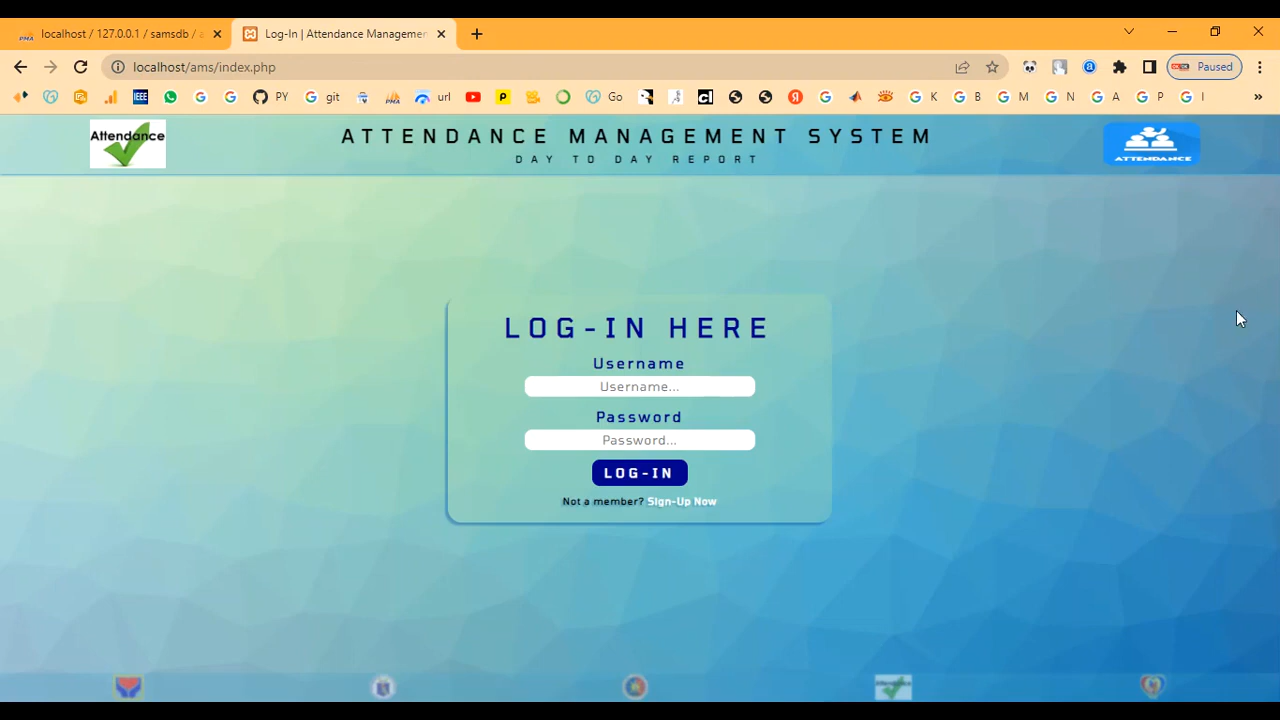 localhost / 127.0.0.1 / samsdb / a
Log-In | Attendance Managemen
localhost/ams/index.php
Paused
IEEE PY git url Go K B M N A P I
Attendance
ATTENDANCE MANAGEMENT SYSTEM
DAY TO DAY REPORT
ATTENDANCE
LOG-IN HERE
Username
Username...
Password
Password...
LOG-IN
Not a member? Sign-Up Now